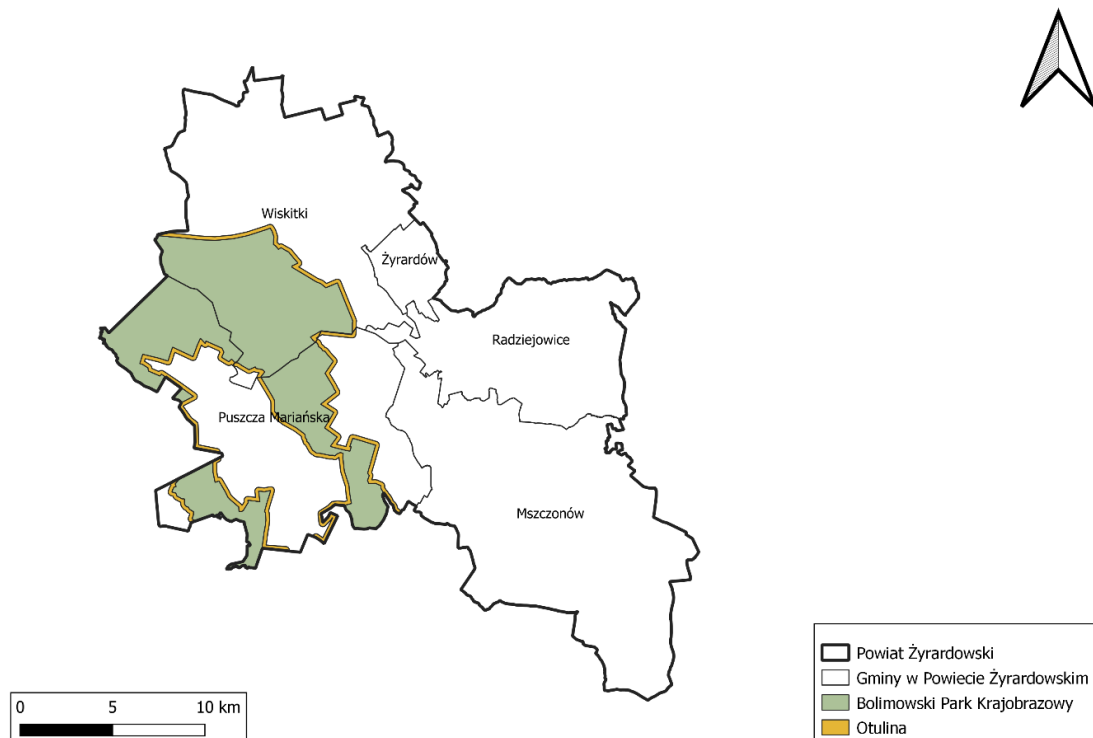 Wiskitki
Żyrardów
Radziejowice
Puszcza Mariańska
Mszczonów
Powiat Żyrardowski
Gminy w Powiecie Żyrardowskim
Bolimowski Park Krajobrazowy
Otulina
0 5 10 km